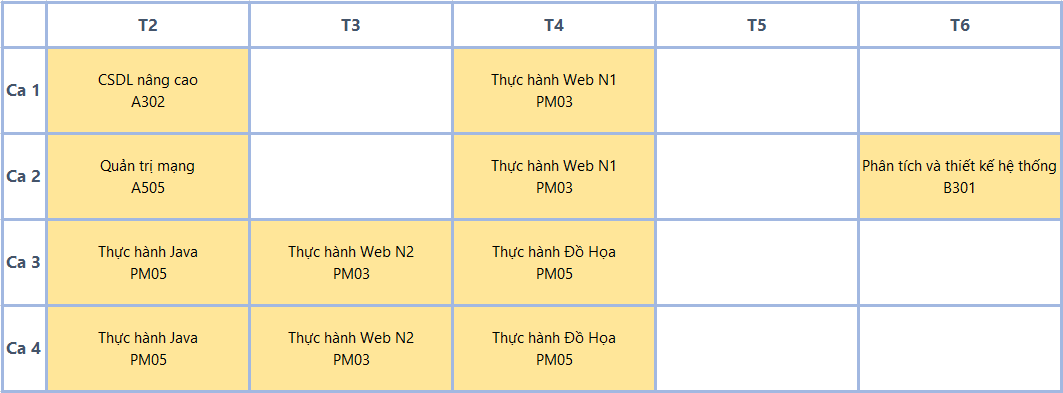 T2 T3 T4 T5 T6
Ca 1
CSDL nâng cao
A302
Thực hành Web N1
PM03
Ca 2
Quản trị mạng
A505
Thực hành Web N1
PM03
Phân tích và thiết kế hệ thống
B301
Ca 3
Thực hành Java
PM05
Thực hành Web N2
PM03
Thực hành Đồ Họa
PM05
Ca 4
Thực hành Java
PM05
Thực hành Web N2
PM03
Thực hành Đồ Họa
PM05